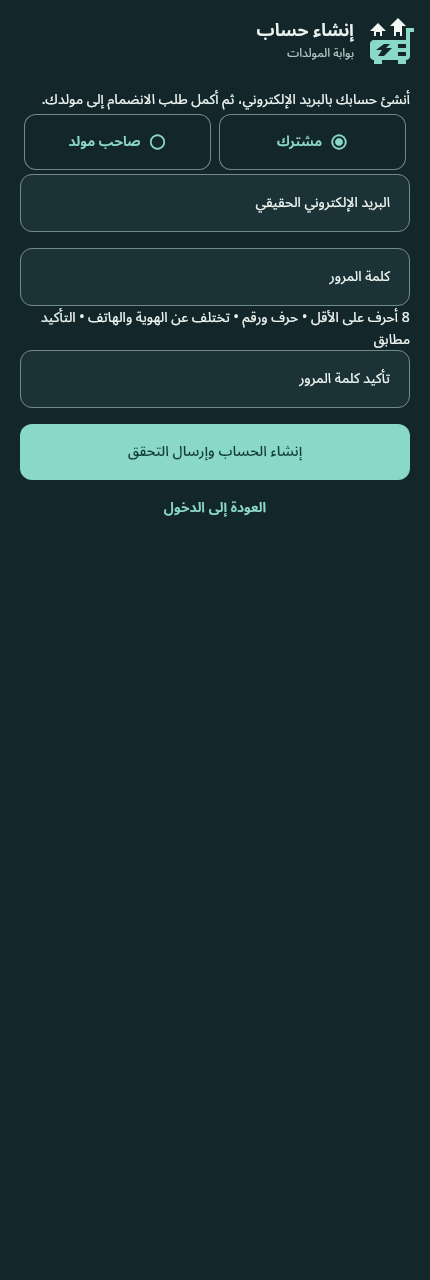 إنشاء حساب
بوابة المولدات
أنشئ حسابك بالبريد الإلكتروني، ثم أكمل طلب الانضمام إلى مولدك.
مشترك
صاحب مولد
البريد الإلكتروني الحقيقي
كلمة المرور
8 أحرف على الأقل • حرف ورقم • تختلف عن الهوية والهاتف • التأكيد
مطابق
تأكيد كلمة المرور
إنشاء الحساب وإرسال التحقق
العودة إلى الدخول